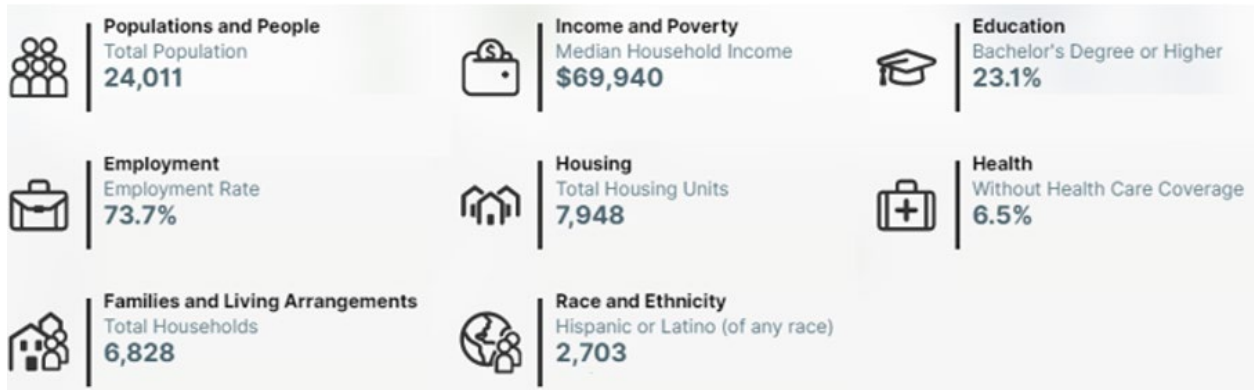 Populations and People
Total Population
24,011
Income and Poverty
Median Household Income
$69,940
Education
Bachelor's Degree or Higher
23.1%
Employment
Employment Rate
73.7%
Housing
Total Housing Units
7,948
Health
Without Health Care Coverage
6.5%
Families and Living Arrangements
Total Households
6,828
Race and Ethnicity
Hispanic or Latino (of any race)
2,703